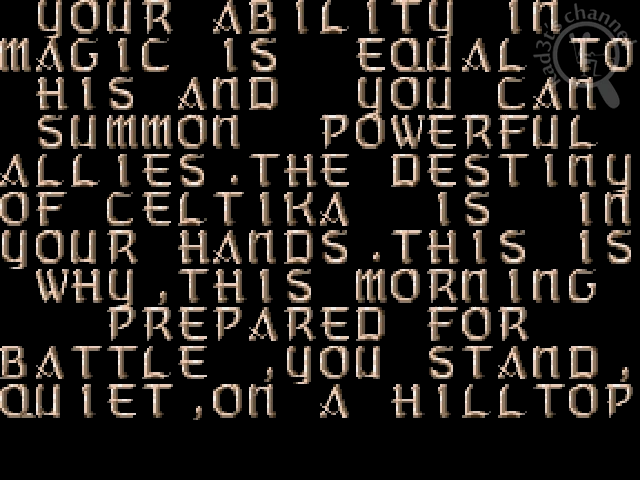 YOUR ABILITY IN
MAGIC IS EQUAL TO
HIS AND YOU CAN
SUMMON POWERFUL
ALLIES.THE DESTINY
OF CELTIKA IS IN
YOUR HANDS.THIS IS
WHY,THIS MORNING
PREPARED FOR
BATTLE ,YOU STAND,
QUIET,ON A HILLTOP